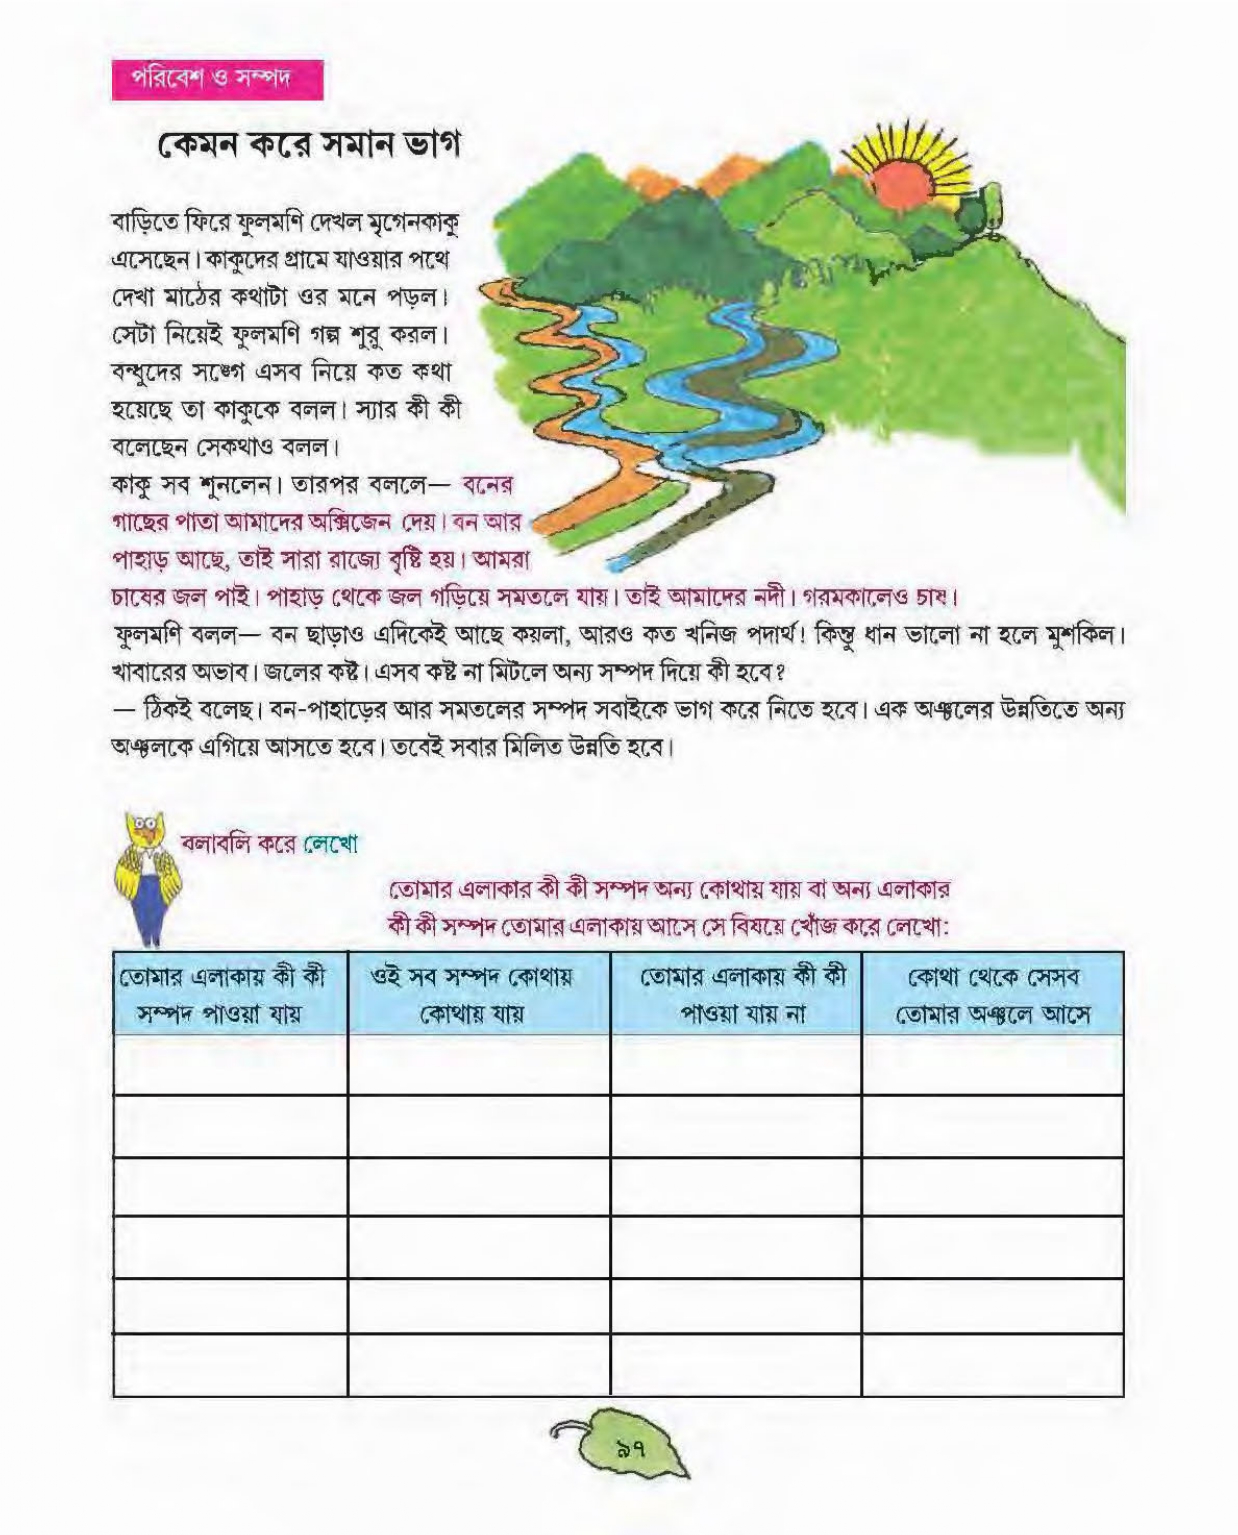 পরিবেশ ও সম্পদ
কেমন করে সমান ভাগ
বাড়িতে ফিরে ফুলমণি দেখল মৃগেনকাকু
এসেছেন। কাকুদের গ্রামে যাওয়ার পথে
দেখা মাঠের কথাটা ওর মনে পড়ল।
সেটা নিয়েই ফুলমণি গল্প শুরু করল।
বন্ধুদের সঙ্গে এসব নিয়ে কত কথা
হয়েছে তা কাকুকে বলল। স্যার কী কী
বলেছেন সেকথাও বলল।
কাকু সব শুনলেন। তারপর বললে— বনের
গাছের পাতা আমাদের অক্সিজেন দেয়। বন আর
পাহাড় আছে, তাই সারা রাজ্যে বৃষ্টি হয়। আমরা
চাষের জল পাই। পাহাড় থেকে জল গড়িয়ে সমতলে যায়। তাই আমাদের নদী। গরমকালেও চাষ।
ফুলমণি বলল— বন ছাড়াও এদিকেই আছে কয়লা, আরও কত খনিজ পদার্থ! কিন্তু ধান ভালো না হলে মুশকিল।
খাবারের অভাব। জলের কষ্ট। এসব কষ্ট না মিটলে অন্য সম্পদ দিয়ে কী হবে?
— ঠিকই বলেছ। বন-পাহাড়ের আর সমতলের সম্পদ সবাইকে ভাগ করে নিতে হবে। এক অঞ্চলের উন্নতিতে অন্য
অঞ্চলকে এগিয়ে আসতে হবে। তবেই সবার মিলিত উন্নতি হবে।
বলাবলি করে লেখো
তোমার এলাকার কী কী সম্পদ অন্য কোথায় যায় বা অন্য এলাকার
কী কী সম্পদ তোমার এলাকায় আসে সে বিষয়ে খোঁজ করে লেখো:
তোমার এলাকায় কী কী
সম্পদ পাওয়া যায়
ওই সব সম্পদ কোথায়
কোথায় যায়
তোমার এলাকায় কী কী
পাওয়া যায় না
কোথা থেকে সেসব
তোমার অঞ্চলে আসে
৯৭